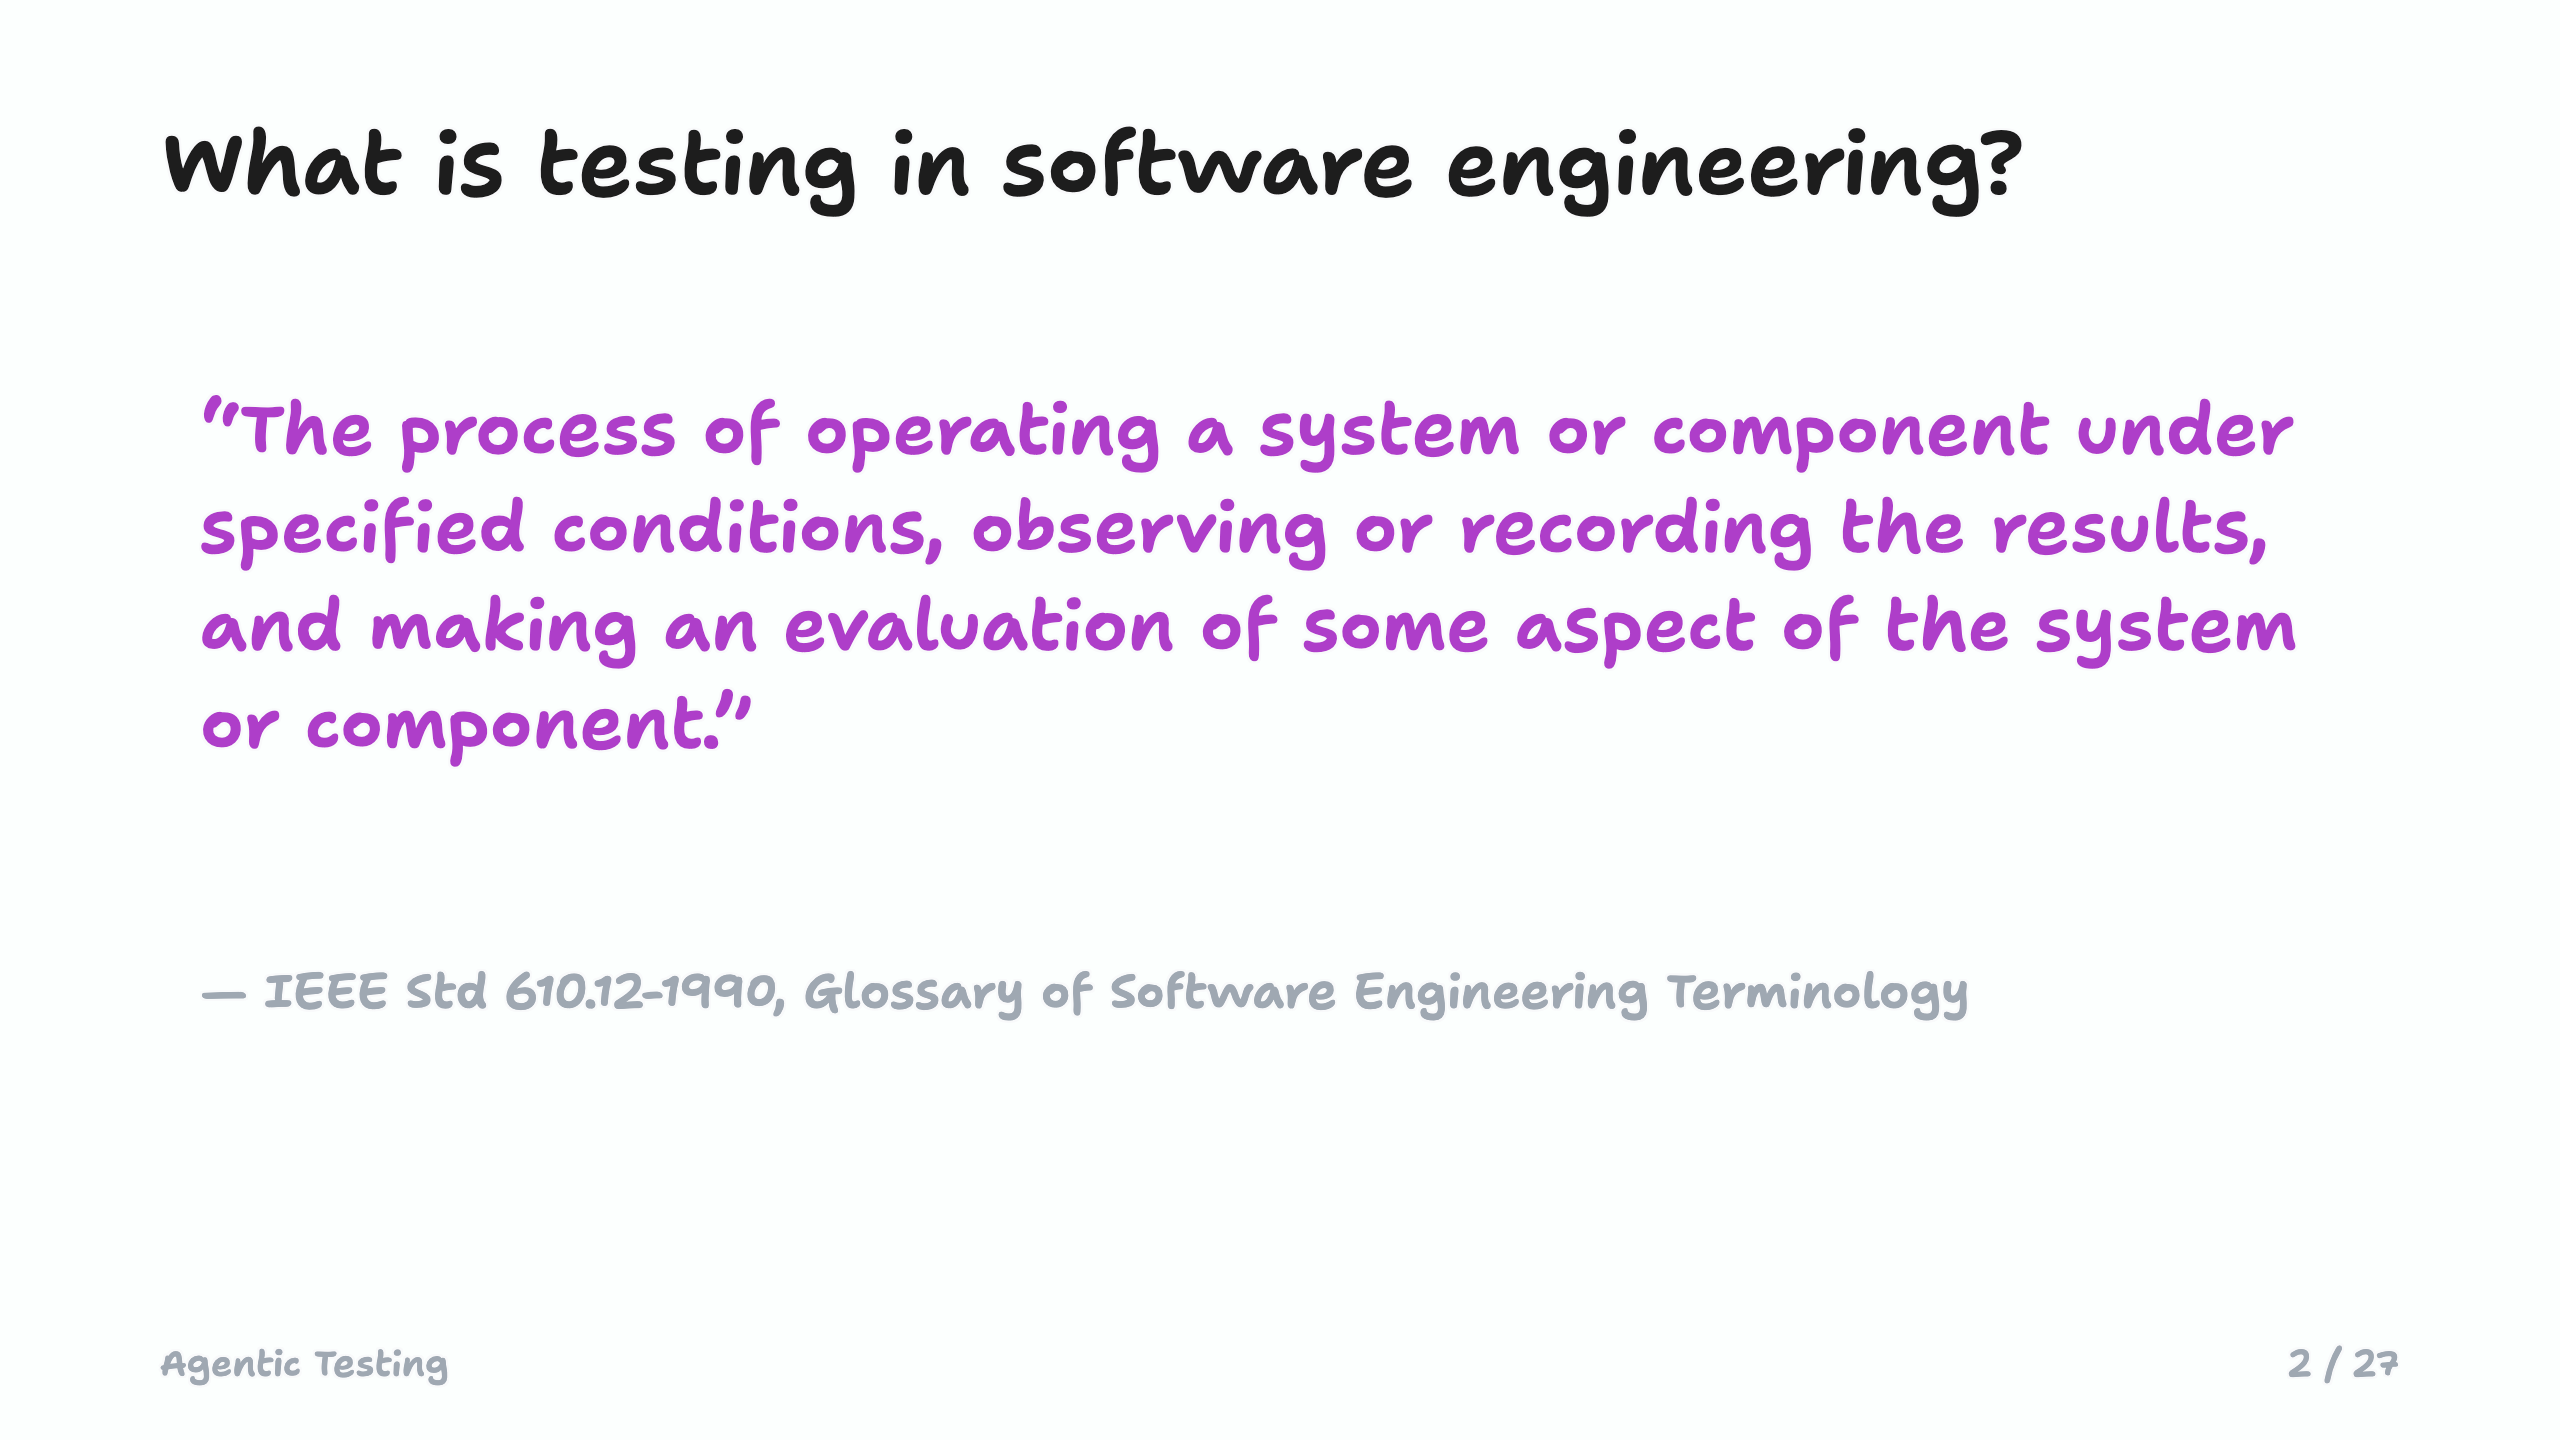 What is testing in software engineering?
“The process of operating a system or component under
specified conditions, observing or recording the results,
and making an evaluation of some aspect of the system
or component.”
— IEEE Std 610.12-1990, Glossary of Software Engineering Terminology
Agentic Testing
2 / 27